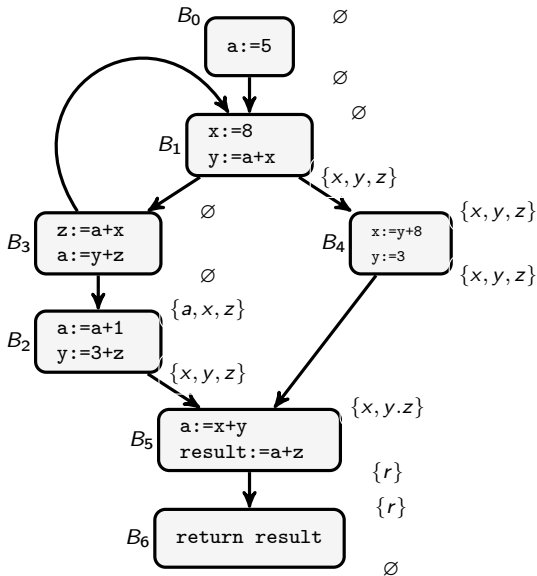 B0
∅
a:=5
∅
∅
B1
x:=8
y:=a+x
{x, y, z}
B3
z:=a+x
a:=y+z
∅
∅
B4
x:=y+8
y:=3
{x, y, z}
{x, y, z}
B2
a:=a+1
y:=3+z
{a, x, z}
{x, y, z}
B5
a:=x+y
result:=a+z
{x, y.z}
{r}
{r}
B6
return result
∅